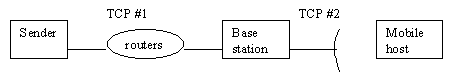 TCP #1
TCP #2
Sender
routers
Base
station
Mobile
host